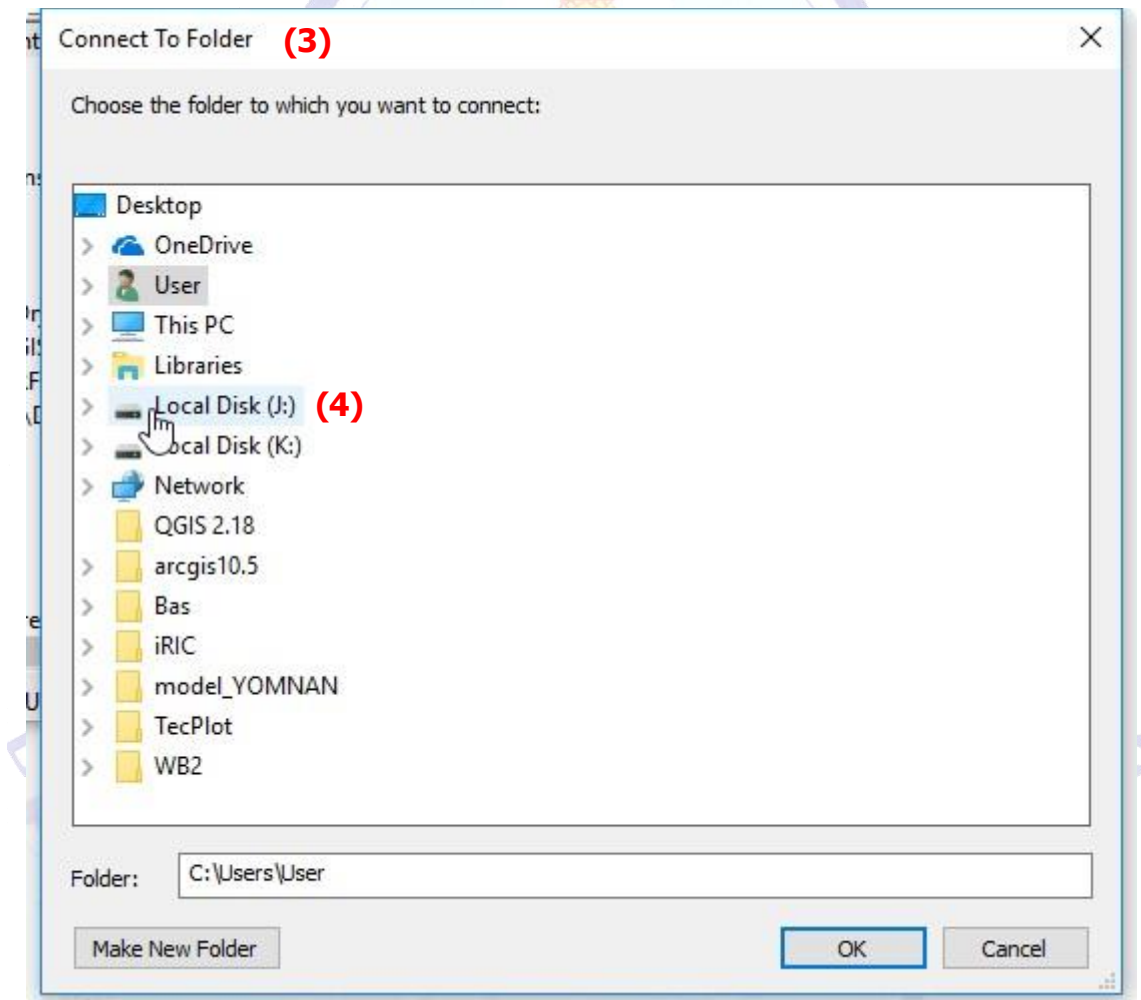 Connect To Folder (3)
Choose the folder to which you want to connect:
Desktop
OneDrive
User
This PC
Libraries
Local Disk (J:) (4)
Local Disk (K:)
Network
QGIS 2.18
arcgis10.5
Bas
iRIC
model_YOMNAN
TecPlot
WB2
Folder: C:\Users\User
Make New Folder OK Cancel